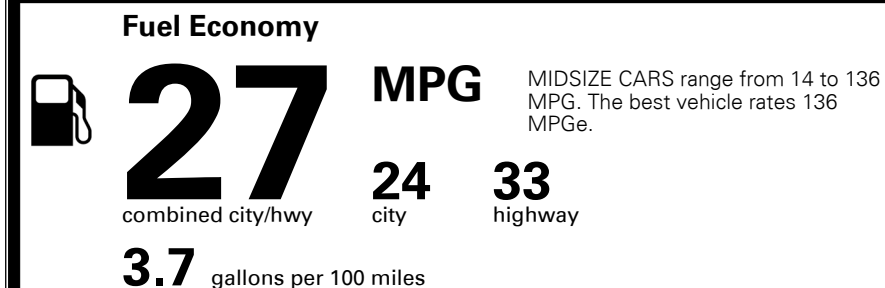 Fuel Economy
27 MPG
MIDSIZE CARS range from 14 to 136
MPG. The best vehicle rates 136
MPGe.
combined city/hwy
24
city
33
highway
3.7 gallons per 100 miles